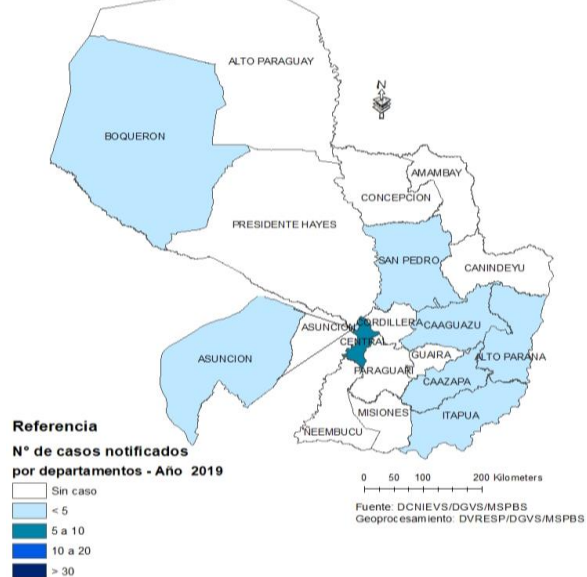 ALTO PARAGUAY
N
BOQUERON
AMAMBAY
CONCEPCION
PRESIDENTE HAYES
SAN PEDRO
CANINDEYU
ASUNCION
CORDILLERA
CAAGUAZU
CENTRAL
ASUNCION
GUAIRA
ALTO PARANA
PARAGUARI
CAAZAPA
MISIONES
ITAPUA
ÑEEMBUCU
Referencia
N° de casos notificados
por departamentos - Año 2019
Sin caso
< 5
5 a 10
10 a 20
> 30
0 50 100 200 Kilometers
Fuente: DCNIEVS/DGVS/MSPBS
Geoprocesamiento: DVRESP/DGVS/MSPBS